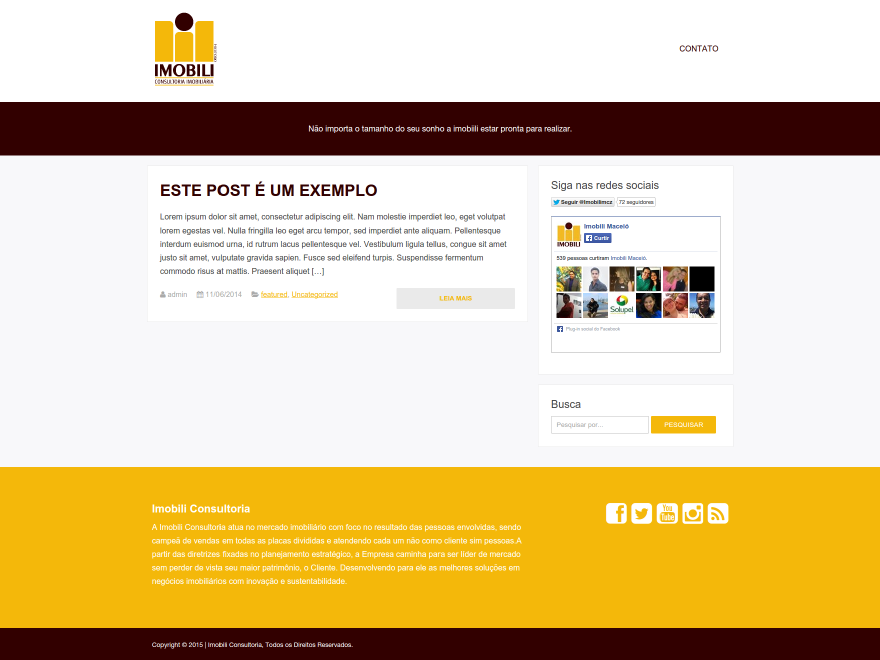 IMOBILI
CONSULTORIA IMOBILIÁRIA
CONTATO
Não importa o tamanho do seu sonho a imobiili estar pronta para realizar.
ESTE POST É UM EXEMPLO
Lorem ipsum dolor sit amet, consectetur adipiscing elit. Nam molestie imperdiet leo, eget volutpat
lorem egestas vel. Nulla fringilla leo eget arcu tempor, sed imperdiet ante aliquam. Pellentesque
interdum euismod urna, id rutrum lacus pellentesque vel. Vestibulum ligula tellus, congue sit amet
justo sit amet, vulputate gravida sapien. Fusce sed eleifend turpis. Suspendisse fermentum
commodo risus at mattis. Praesent aliquet […]
admin 11/06/2014 featured, Uncategorized
LEIA MAIS
Siga nas redes sociais
Seguir @Imobilimcz 72 seguidores
IMOBILI
Imobili Maceió
Curtir
539 pessoas curtiram Imobili Maceió.
Solupel
Plug-in social do Facebook
Busca
Pesquisar por...
PESQUISAR
Imobili Consultoria
A Imobili Consultoria atua no mercado imobiliário com foco no resultado das pessoas envolvidas, sendo
campeã de vendas em todas as placas divididas e atendendo cada um não como cliente sim pessoas.A
partir das diretrizes fixadas no planejamento estratégico, a Empresa caminha para ser líder de mercado
sem perder de vista seu maior patrimônio, o Cliente. Desenvolvendo para ele as melhores soluções em
negócios imobiliários com inovação e sustentabilidade.
You
Tube
Copyright © 2015 | Imobili Consultoria, Todos os Direitos Reservados.